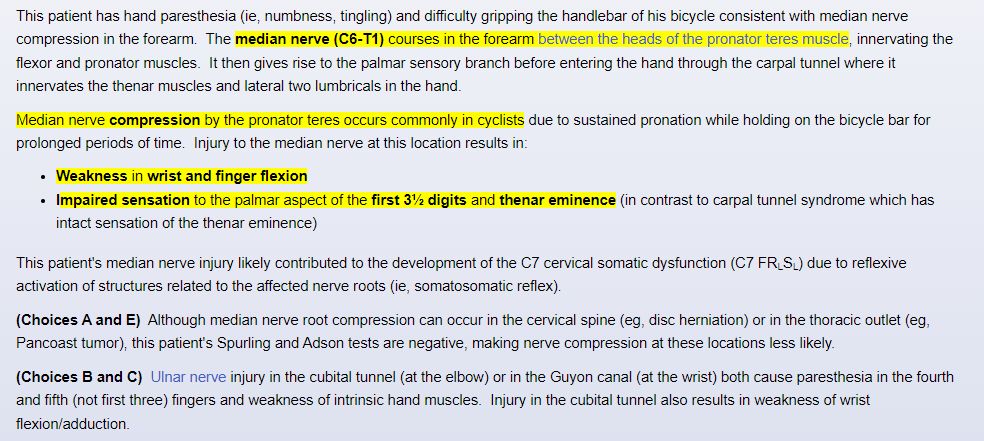 This patient has hand paresthesia (ie, numbness, tingling) and difficulty gripping the handlebar of his bicycle consistent with median nerve
compression in the forearm.  The median nerve (C6-T1) courses in the forearm between the heads of the pronator teres muscle, innervating the
flexor and pronator muscles.  It then gives rise to the palmar sensory branch before entering the hand through the carpal tunnel where it
innervates the thenar muscles and lateral two lumbricals in the hand.
Median nerve compression by the pronator teres occurs commonly in cyclists due to sustained pronation while holding on the bicycle bar for
prolonged periods of time.  Injury to the median nerve at this location results in:
• Weakness in wrist and finger flexion
• Impaired sensation to the palmar aspect of the first 3½ digits and thenar eminence (in contrast to carpal tunnel syndrome which has
intact sensation of the thenar eminence)
This patient's median nerve injury likely contributed to the development of the C7 cervical somatic dysfunction (C7 FRLSL) due to reflexive
activation of structures related to the affected nerve roots (ie, somatosomatic reflex).
(Choices A and E)  Although median nerve root compression can occur in the cervical spine (eg, disc herniation) or in the thoracic outlet (eg,
Pancoast tumor), this patient's Spurling and Adson tests are negative, making nerve compression at these locations less likely.
(Choices B and C)  Ulnar nerve injury in the cubital tunnel (at the elbow) or in the Guyon canal (at the wrist) both cause paresthesia in the fourth
and fifth (not first three) fingers and weakness of intrinsic hand muscles.  Injury in the cubital tunnel also results in weakness of wrist
flexion/adduction.